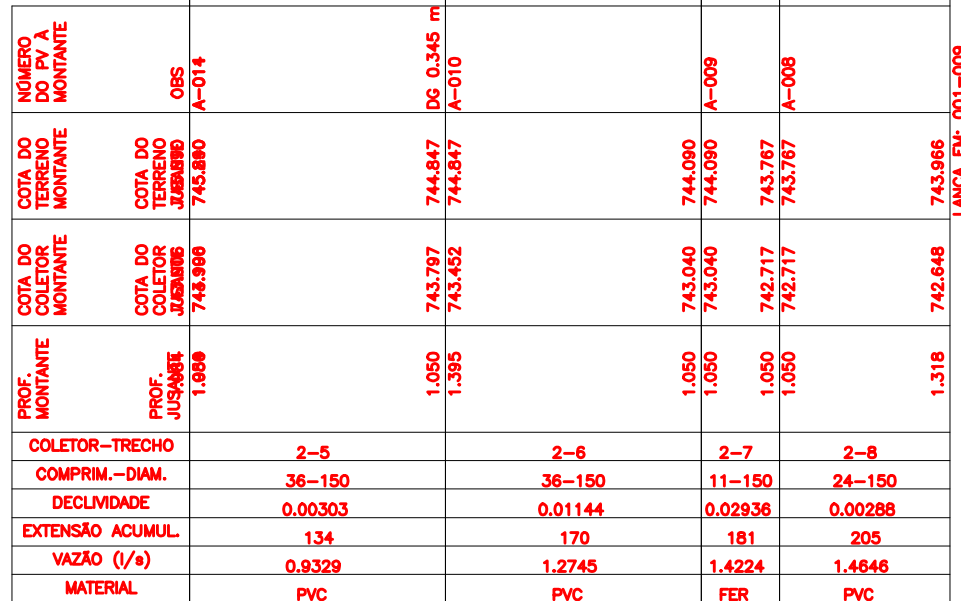 NÚMERO
DO PV À
MONTANTE
OBS
A-014
DG 0.345 m
A-010
A-009
A-008
LANÇA EM: 001-009
COTA DO
TERRENO
MONTANTE
COTA DO
TERRENO
744.847
744.847
744.090
744.090
743.767
743.767
743.966
COTA DO
COLETOR
MONTANTE
COTA DO
COLETOR
743.797
743.452
743.040
743.040
742.717
742.717
742.648
PROF.
MONTANTE
PROF.
JUSANTE
1.050
1.395
1.050
1.050
1.050
1.050
1.318
COLETOR-TRECHO 2-5 2-6 2-7 2-8
COMPRIM.-DIAM. 36-150 36-150 11-150 24-150
DECLIVIDADE 0.00303 0.01144 0.02936 0.00288
EXTENSÃO ACUMUL. 134 170 181 205
VAZÃO (l/s) 0.9329 1.2745 1.4224 1.4646
MATERIAL PVC PVC FER PVC